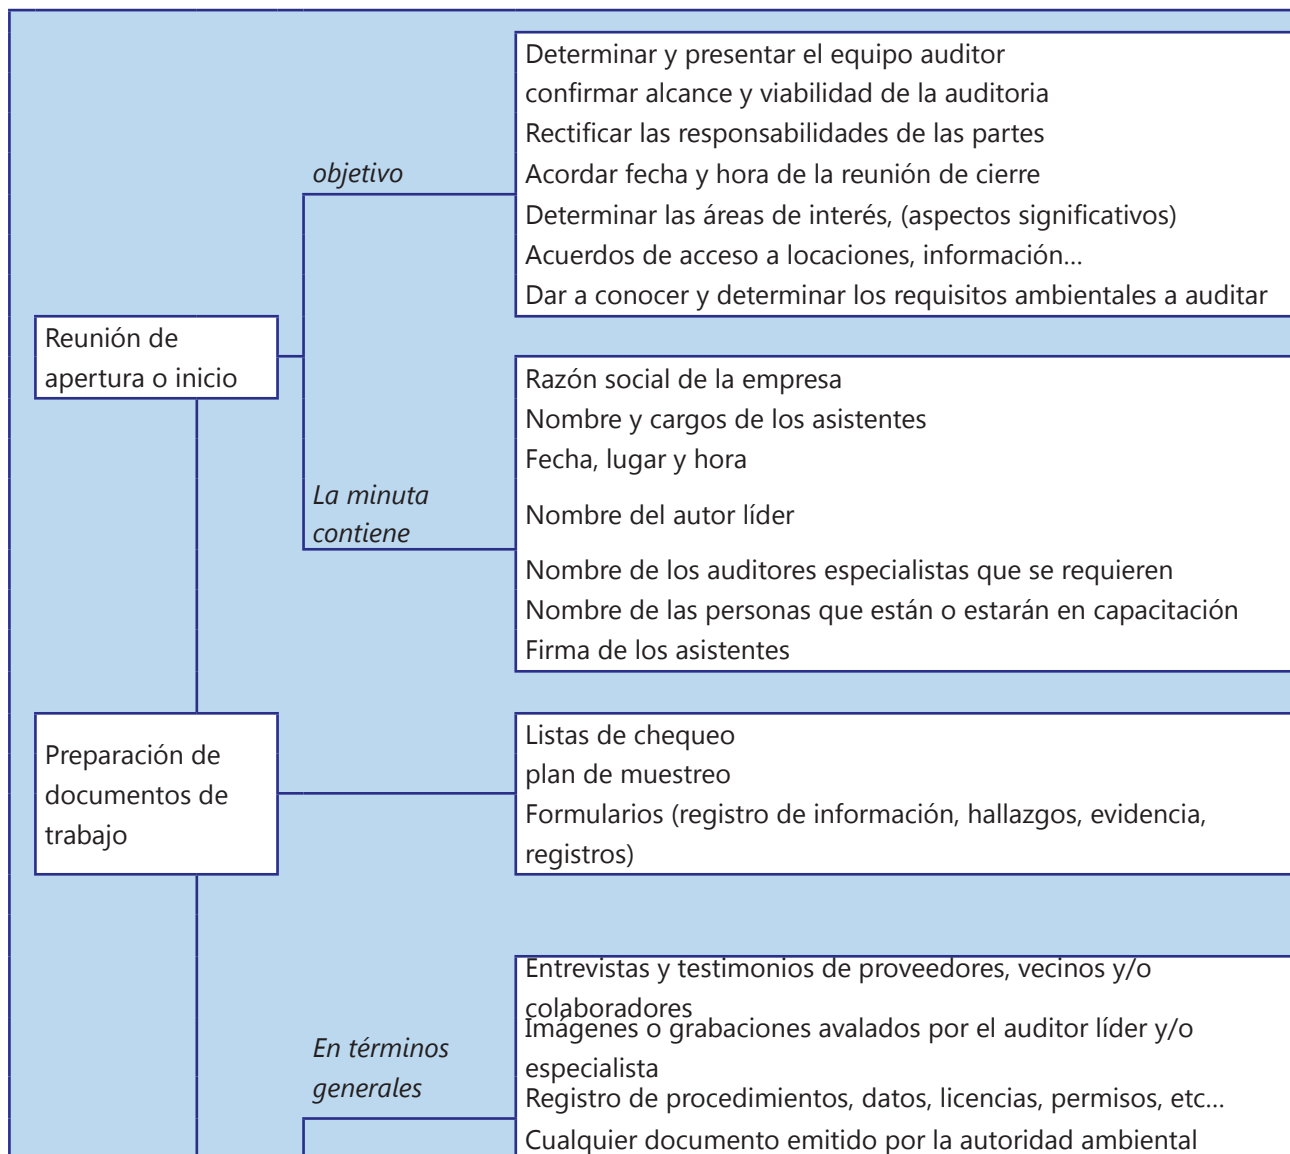 Determinar y presentar el equipo auditor
confirmar alcance y viabilidad de la auditoria
Rectificar las responsabilidades de las partes
objetivo
Acordar fecha y hora de la reunión de cierre
Determinar las áreas de interés, (aspectos significativos)
Acuerdos de acceso a locaciones, información...
Dar a conocer y determinar los requisitos ambientales a auditar
Reunión de
apertura o inicio
Razón social de la empresa
Nombre y cargos de los asistentes
Fecha, lugar y hora
La minuta
contiene
Nombre del autor líder
Nombre de los auditores especialistas que se requieren
Nombre de las personas que están o estarán en capacitación
Firma de los asistentes
Preparación de
documentos de
trabajo
Listas de chequeo
plan de muestreo
Formularios (registro de información, hallazgos, evidencia,
registros)
En términos
generales
Entrevistas y testimonios de proveedores, vecinos y/o
colaboradores
Imágenes o grabaciones avalados por el auditor líder y/o
especialista
Registro de procedimientos, datos, licencias, permisos, etc...
Cualquier documento emitido por la autoridad ambiental